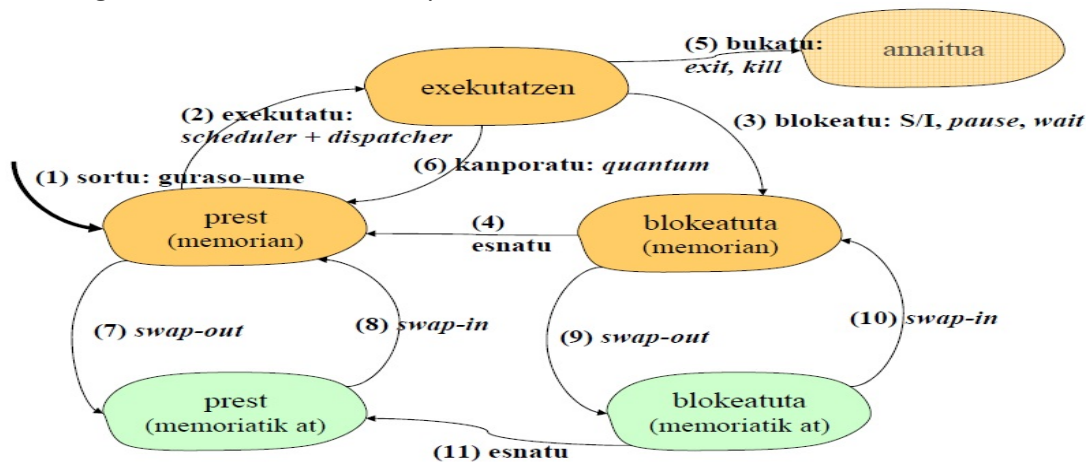 (5) bukatu:
exit, kill
amaitua
exekutatzen
(2) exekutatu:
scheduler + dispatcher
(3) blokeatu: S/I, pause, wait
(6) kanporatu: quantum
(1) sortu: guraso-ume
prest
(memorian)
(4)
esnatu
blokeatuta
(memorian)
(7) swap-out
(8) swap-in
(9) swap-out
(10) swap-in
prest
(memoriatik at)
blokeatuta
(memoriatik at)
(11) esnatu